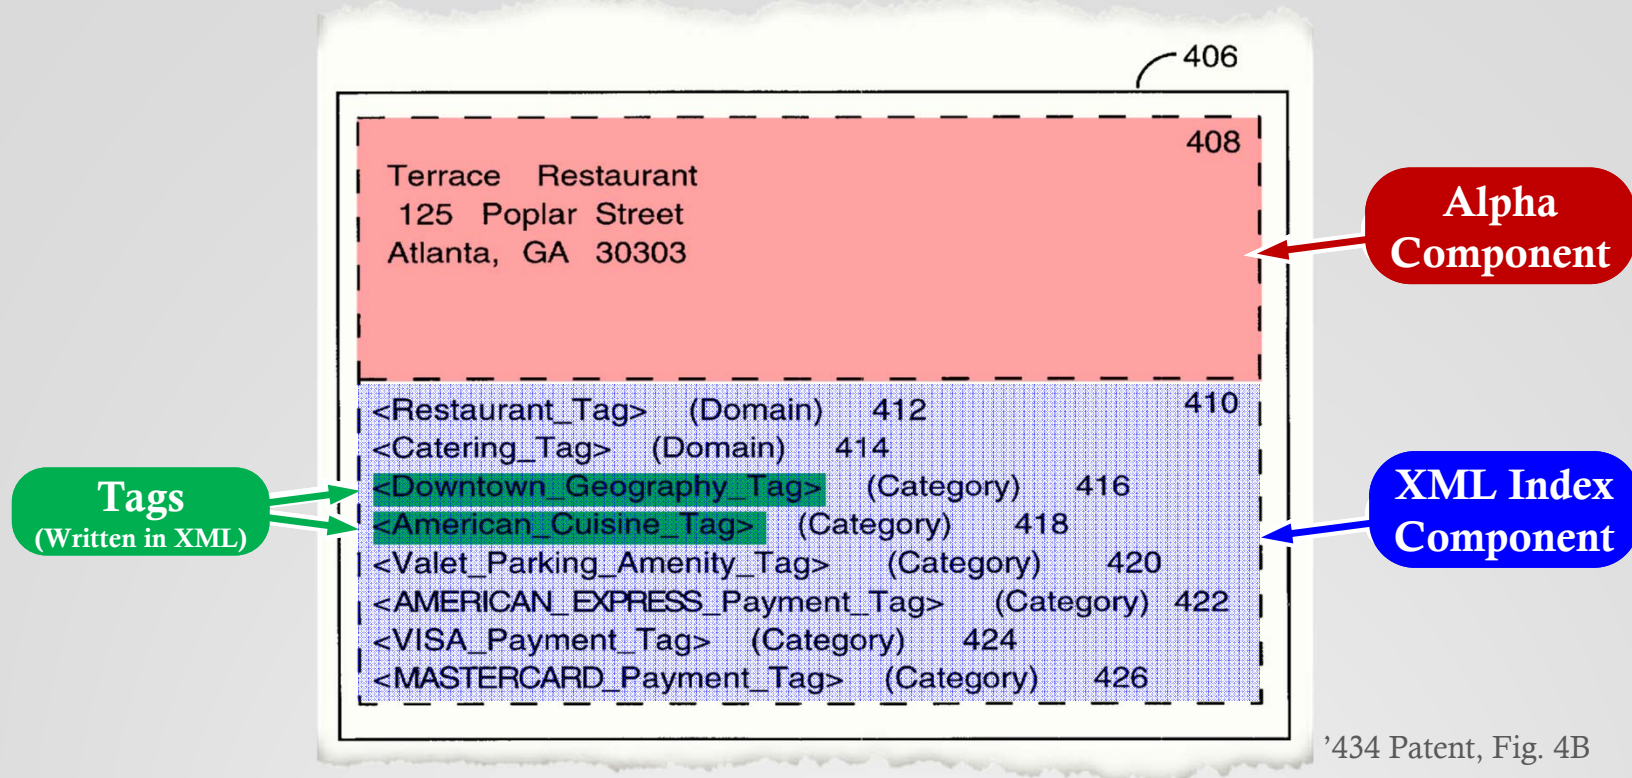 406
408
Terrace Restaurant
125 Poplar Street
Atlanta, GA 30303
Alpha
Component
410
<Restaurant_Tag> (Domain) 412
<Catering_Tag> (Domain) 414
<Downtown_Geography_Tag> (Category) 416
<American_Cuisine_Tag> (Category) 418
<Valet_Parking_Amenity_Tag> (Category) 420
<AMERICAN_EXPRESS_Payment_Tag> (Category) 422
<VISA_Payment_Tag> (Category) 424
<MASTERCARD_Payment_Tag> (Category) 426
Tags
(Written in XML)
XML Index
Component
’434 Patent, Fig. 4B